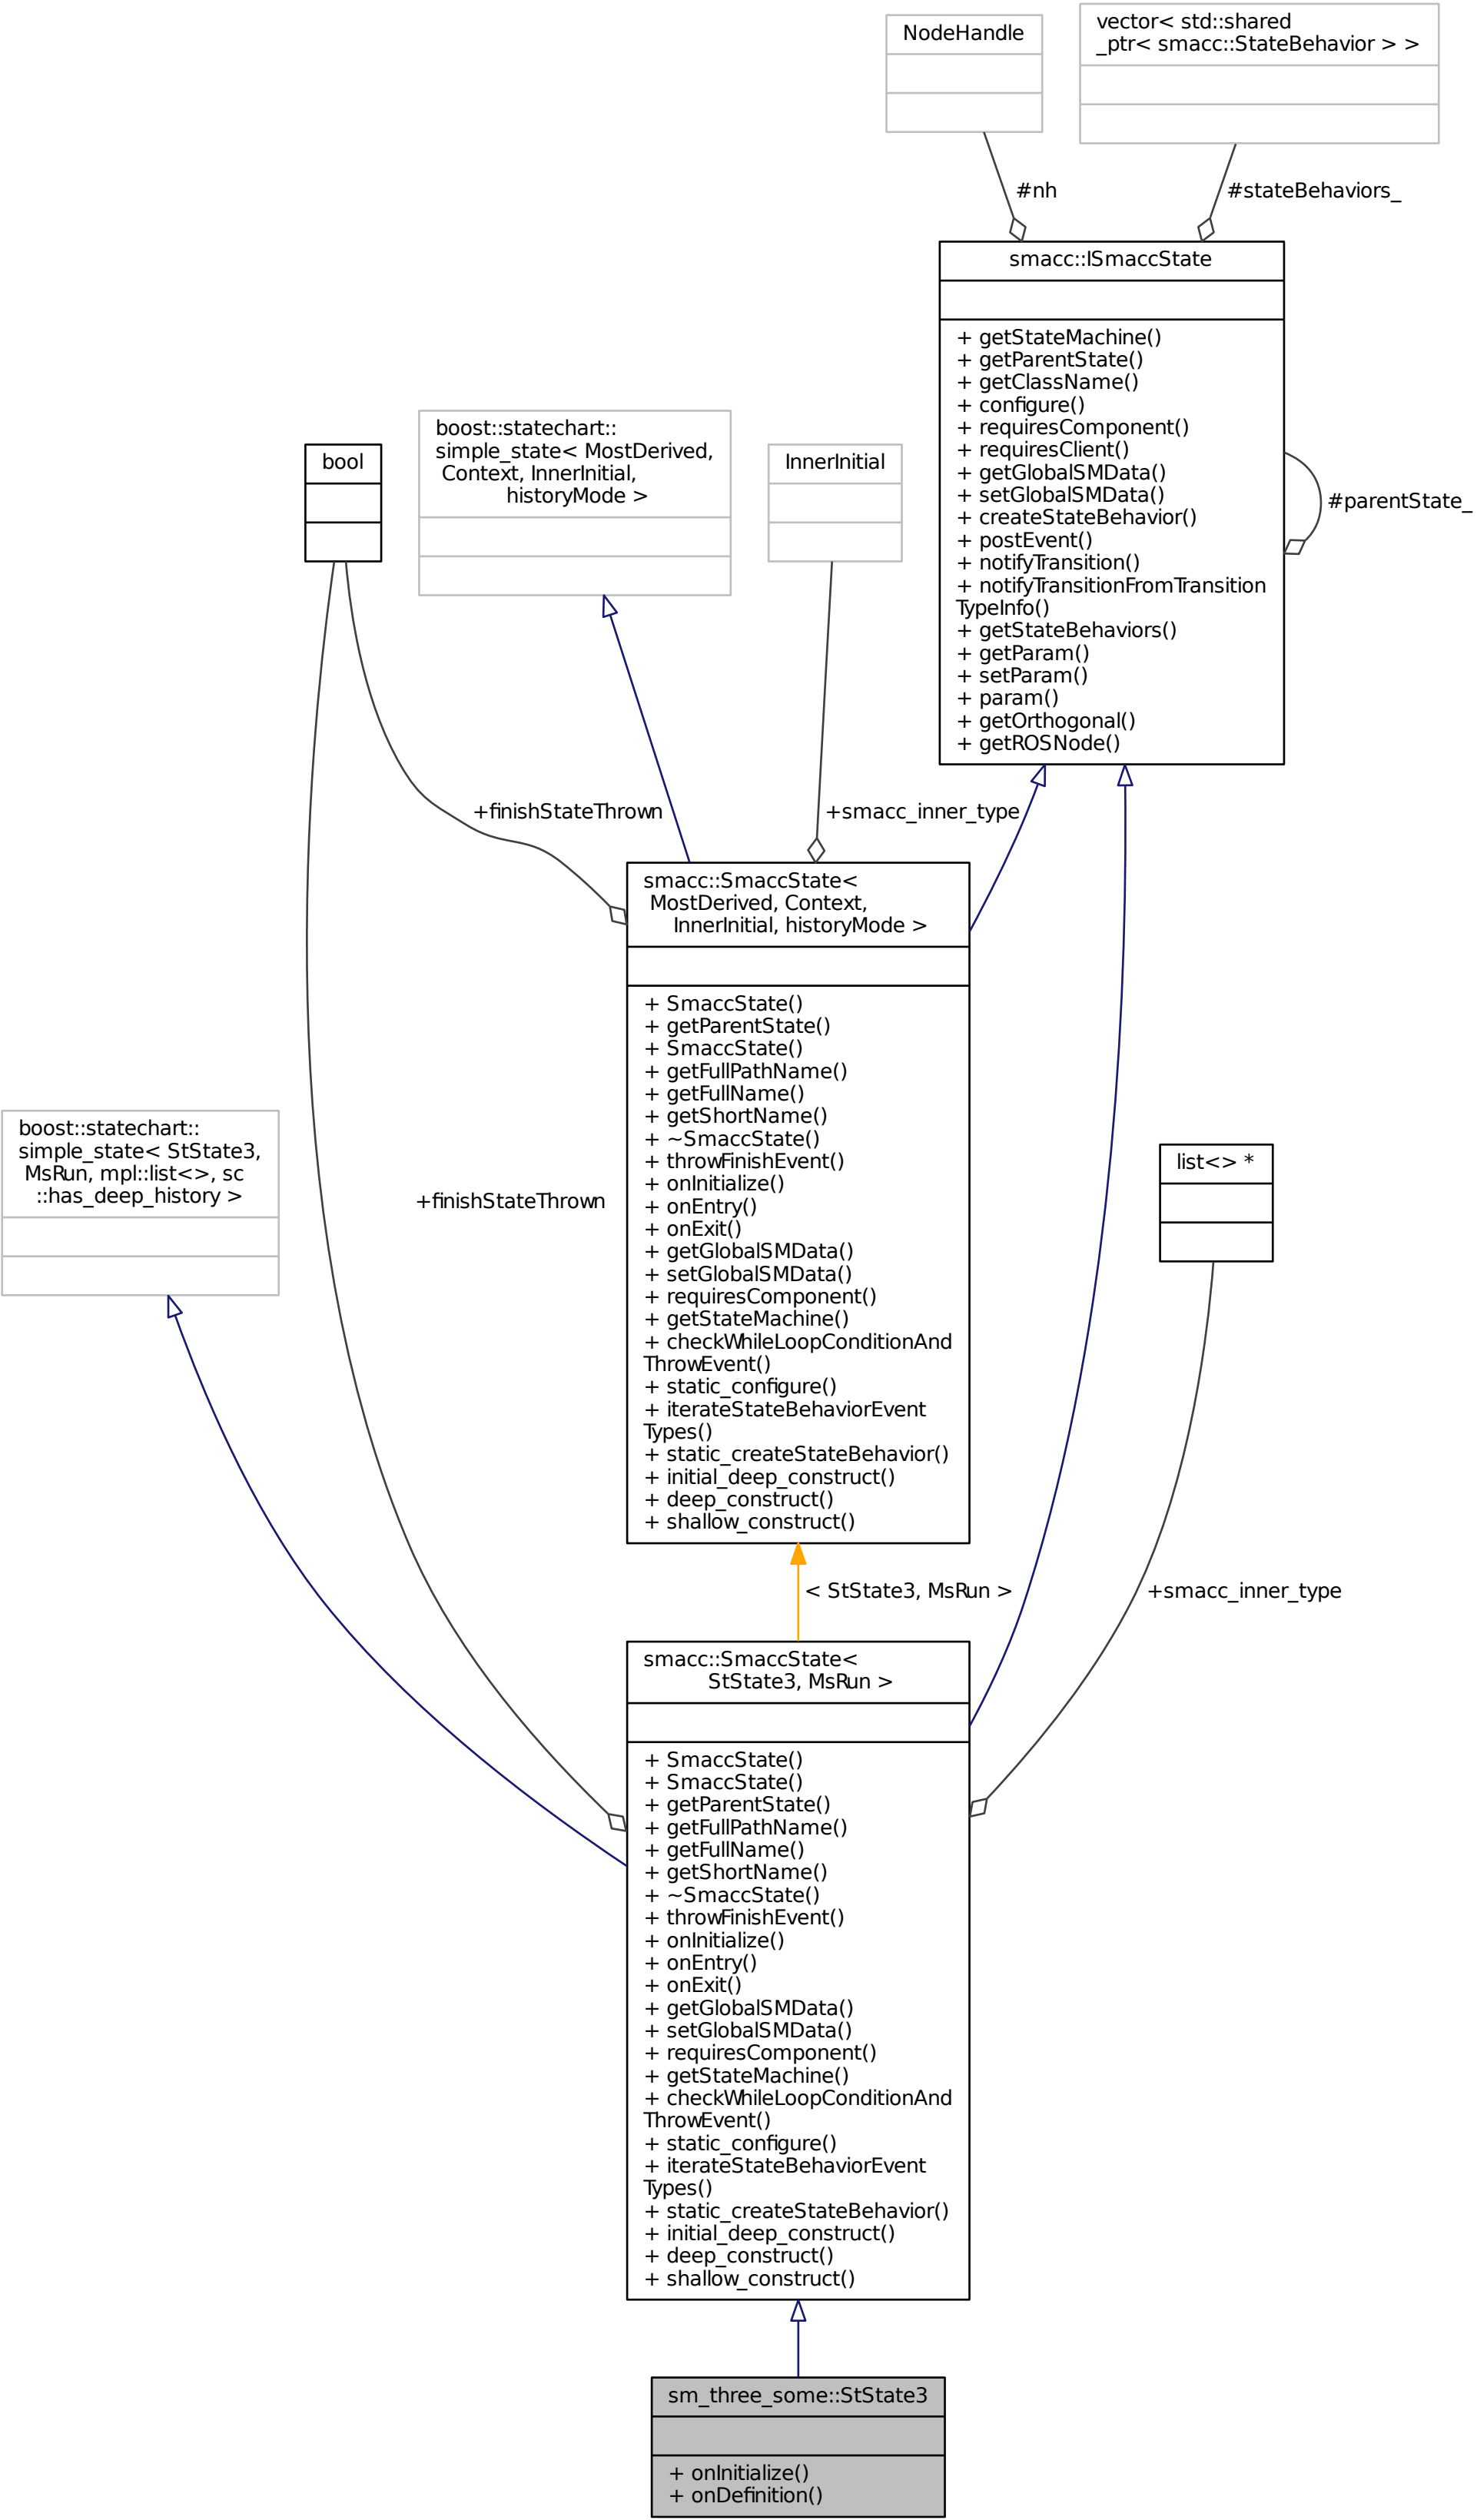 NodeHandle
vector< std::shared
_ptr< smacc::StateBehavior > >
#nh
#stateBehaviors_
smacc::ISmaccState
+ getStateMachine()
+ getParentState()
+ getClassName()
+ configure()
+ requiresComponent()
+ requiresClient()
+ getGlobalSMData()
+ setGlobalSMData()
+ createStateBehavior()
+ postEvent()
+ notifyTransition()
+ notifyTransitionFromTransition
TypeInfo()
+ getStateBehaviors()
+ getParam()
+ setParam()
+ param()
+ getOrthogonal()
+ getROSNode()
#parentState_
bool
boost::statechart::
simple_state< MostDerived,
Context, InnerInitial,
historyMode >
InnerInitial
+finishStateThrown
+smacc_inner_type
smacc::SmaccState<
MostDerived, Context,
InnerInitial, historyMode >
+ SmaccState()
+ getParentState()
+ SmaccState()
+ getFullPathName()
+ getFullName()
+ getShortName()
+ ~SmaccState()
+ throwFinishEvent()
+ onInitialize()
+ onEntry()
+ onExit()
+ getGlobalSMData()
+ setGlobalSMData()
+ requiresComponent()
+ getStateMachine()
+ checkWhileLoopConditionAnd
ThrowEvent()
+ static_configure()
+ iterateStateBehaviorEvent
Types()
+ static_createStateBehavior()
+ initial_deep_construct()
+ deep_construct()
+ shallow_construct()
boost::statechart::
simple_state< StState3,
MsRun, mpl::list<>, sc
::has_deep_history >
+finishStateThrown
list<> *
< StState3, MsRun >
+smacc_inner_type
smacc::SmaccState<
StState3, MsRun >
+ SmaccState()
+ SmaccState()
+ getParentState()
+ getFullPathName()
+ getFullName()
+ getShortName()
+ ~SmaccState()
+ throwFinishEvent()
+ onInitialize()
+ onEntry()
+ onExit()
+ getGlobalSMData()
+ setGlobalSMData()
+ requiresComponent()
+ getStateMachine()
+ checkWhileLoopConditionAnd
ThrowEvent()
+ static_configure()
+ iterateStateBehaviorEvent
Types()
+ static_createStateBehavior()
+ initial_deep_construct()
+ deep_construct()
+ shallow_construct()
sm_three_some::StState3
+ onInitialize()
+ onDefinition()